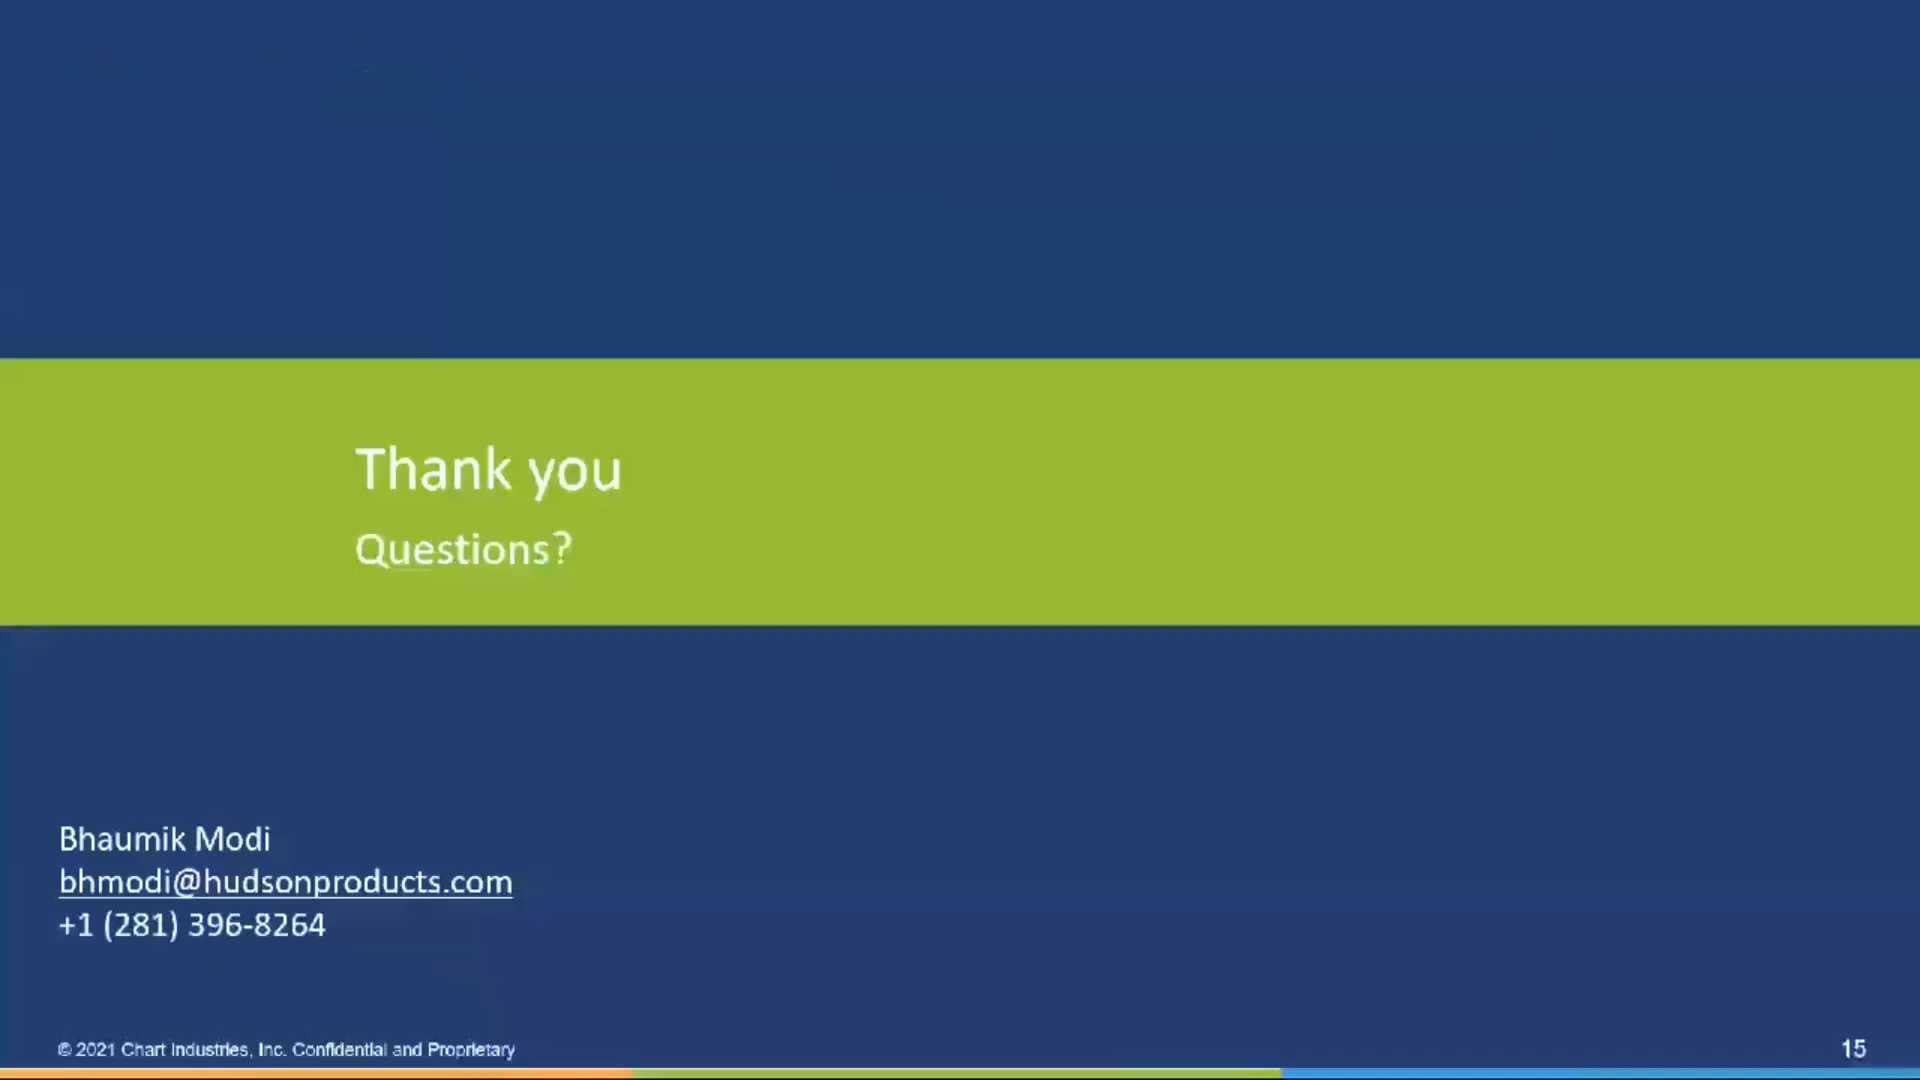 Thank you
Questions?
Bhaumik Modi
bhmodi@hudsonproducts.com
+1 (281) 396-8264
© 2021 Chart Industries, Inc. Confidential and Proprietary
15